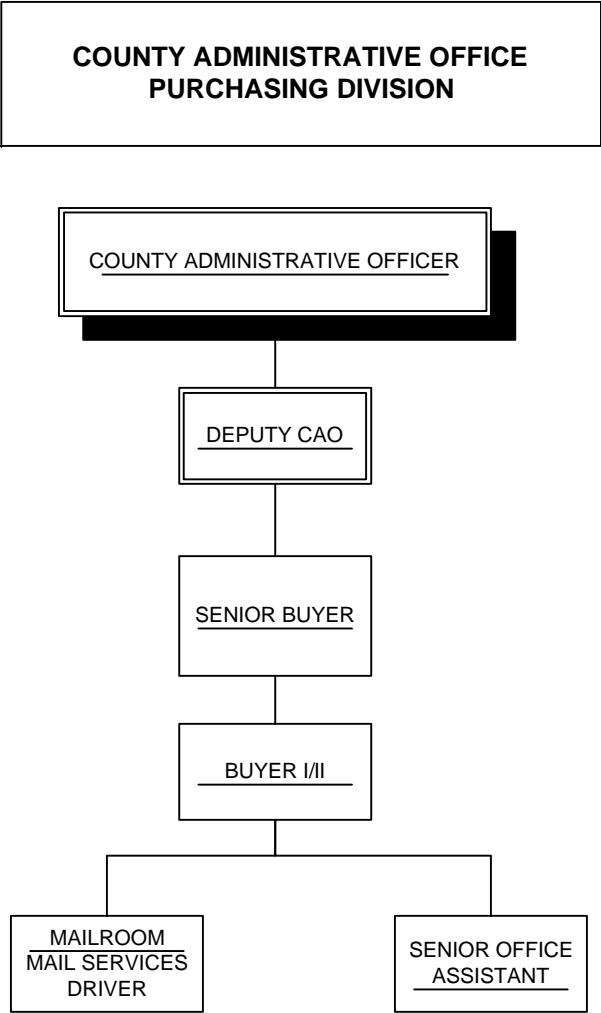 COUNTY ADMINISTRATIVE OFFICE
PURCHASING DIVISION
COUNTY ADMINISTRATIVE OFFICER
DEPUTY CAO
SENIOR BUYER
BUYER I/II
MAILROOM
MAIL SERVICES
DRIVER
SENIOR OFFICE
ASSISTANT